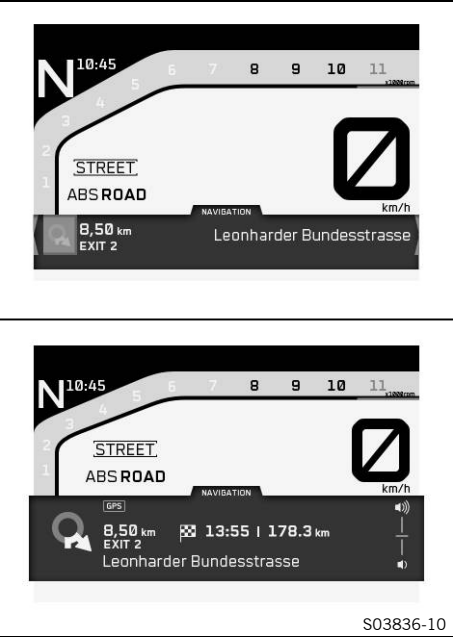 N 10:45
1 2 3 4 5 6 7 8 9 10 11
x1000rpm
STREET
ABS ROAD
0
km/h
NAVIGATION
8,50 km
EXIT 2
Leonharder Bundesstrasse
N 10:45
1 2 3 4 5 6 7 8 9 10 11
x1000rpm
STREET
ABS ROAD
0
km/h
NAVIGATION
GPS
8,50 km 13:55 | 178.3 km
EXIT 2
Leonharder Bundesstrasse
S03836-10